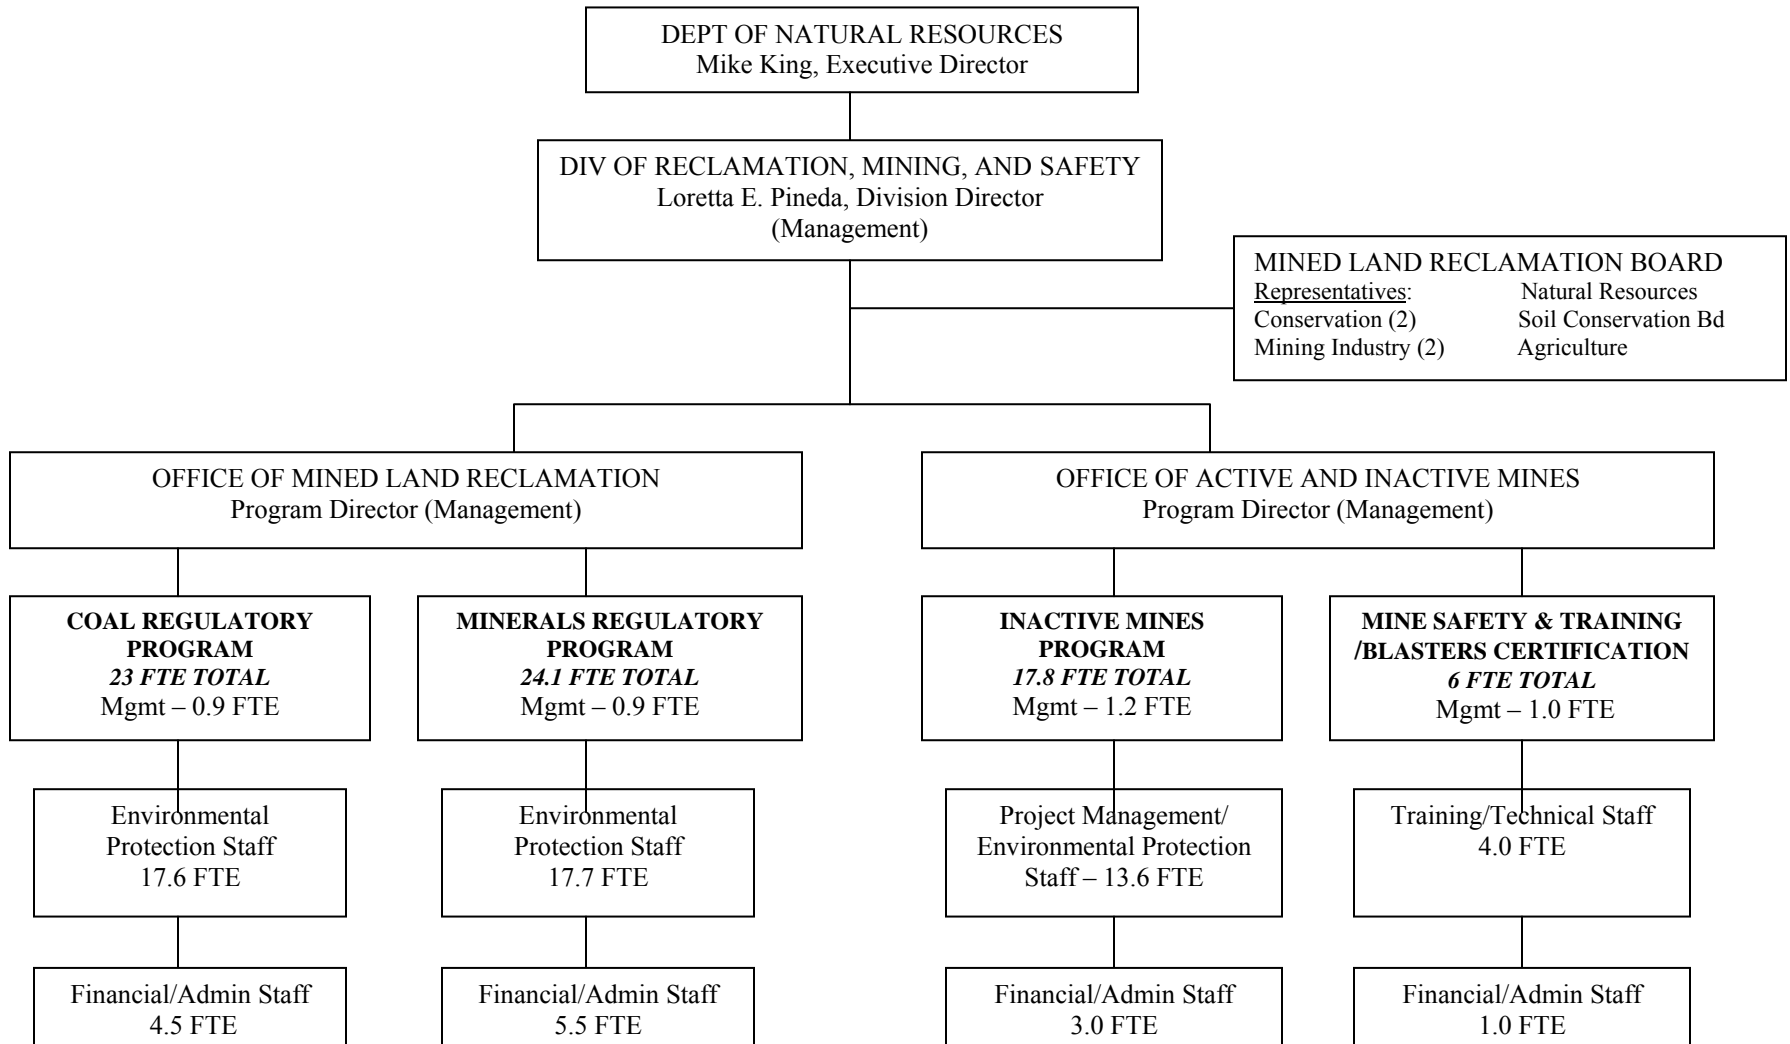 DEPT OF NATURAL RESOURCES
Mike King, Executive Director
DIV OF RECLAMATION, MINING, AND SAFETY
Loretta E. Pineda, Division Director
(Management)
MINED LAND RECLAMATION BOARD
Representatives: Natural Resources
Conservation (2) Soil Conservation Bd
Mining Industry (2) Agriculture
OFFICE OF MINED LAND RECLAMATION
Program Director (Management)
OFFICE OF ACTIVE AND INACTIVE MINES
Program Director (Management)
COAL REGULATORY
PROGRAM
23 FTE TOTAL
Mgmt – 0.9 FTE
MINERALS REGULATORY
PROGRAM
24.1 FTE TOTAL
Mgmt – 0.9 FTE
INACTIVE MINES
PROGRAM
17.8 FTE TOTAL
Mgmt – 1.2 FTE
MINE SAFETY & TRAINING
/BLASTERS CERTIFICATION
6 FTE TOTAL
Mgmt – 1.0 FTE
Environmental
Protection Staff
17.6 FTE
Environmental
Protection Staff
17.7 FTE
Project Management/
Environmental Protection
Staff – 13.6 FTE
Training/Technical Staff
4.0 FTE
Financial/Admin Staff
4.5 FTE
Financial/Admin Staff
5.5 FTE
Financial/Admin Staff
3.0 FTE
Financial/Admin Staff
1.0 FTE